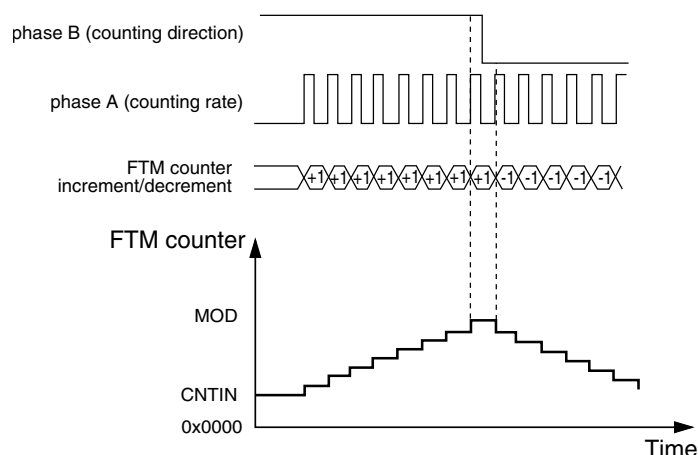 phase B (counting direction)
phase A (counting rate)
FTM counter
increment/decrement
+1 +1 +1 +1 +1 +1 +1 +1 -1 -1 -1 -1 -1
FTM counter
MOD
CNTIN
0x0000
Time